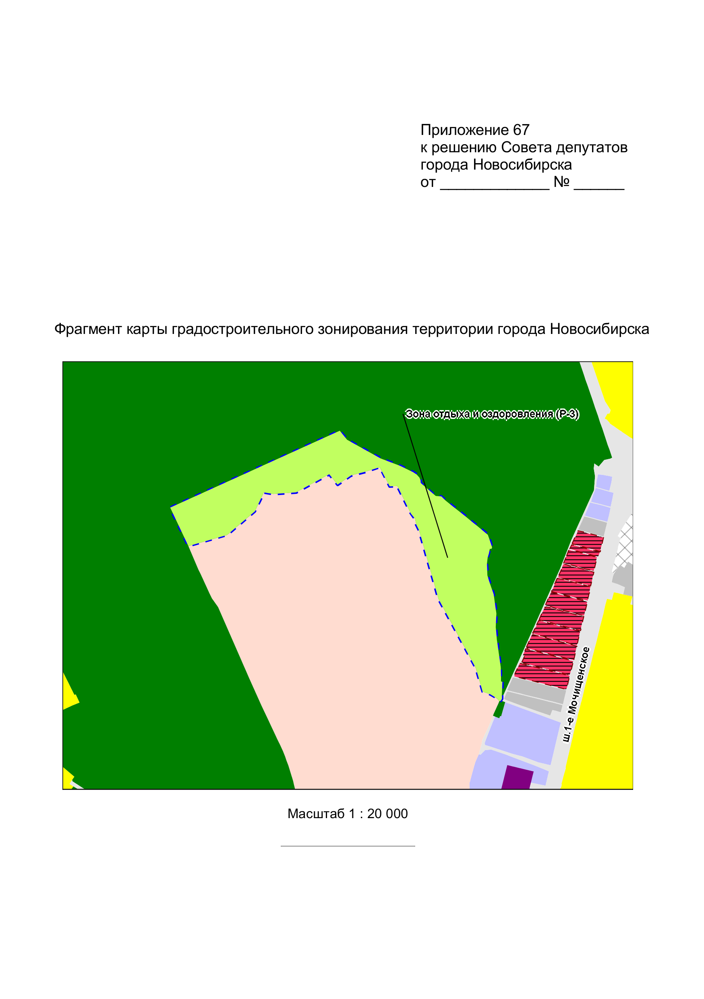 Приложение 67
к решению Совета депутатов
города Новосибирска
от _____________ № ______
Фрагмент карты градостроительного зонирования территории города Новосибирска
Зона отдыха и оздоровления (Р-3)
ш.1-е Мочищенское
Масштаб 1 : 20 000